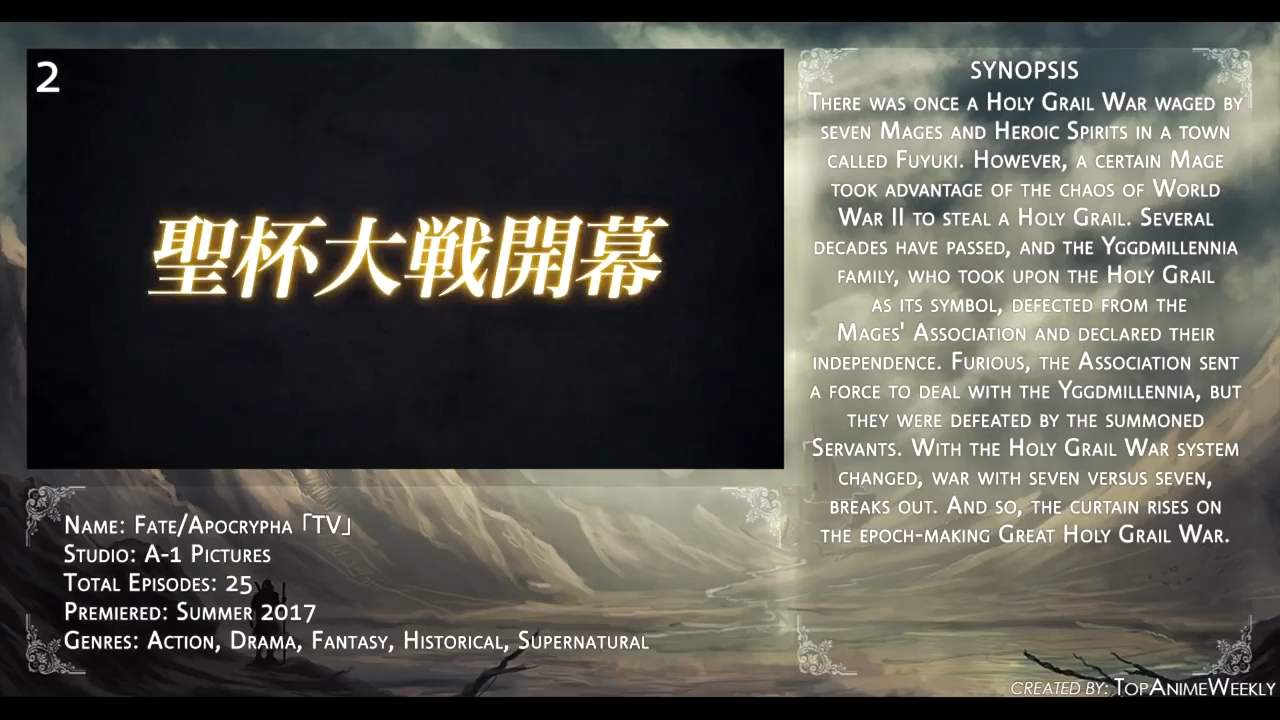 2
聖杯大戦開幕
SYNOPSIS
There was once a Holy Grail War waged by
seven Mages and Heroic Spirits in a town
called Fuyuki. However, a certain Mage
took advantage of the chaos of World
War II to steal a Holy Grail. Several
decades have passed, and the Yggdmillennia
family, who took upon the Holy Grail
as its symbol, defected from the
Mages' Association and declared their
independence. Furious, the Association sent
a force to deal with the Yggdmillennia, but
they were defeated by the summoned
Servants. With the Holy Grail War system
changed, war with seven versus seven,
breaks out. And so, the curtain rises on
the epoch-making Great Holy Grail War.
Name: Fate/Apocrypha「TV」
Studio: A-1 Pictures
Total Episodes: 25
Premiered: Summer 2017
Genres: Action, Drama, Fantasy, Historical, Supernatural
CREATED BY: TopAnimeWeekly